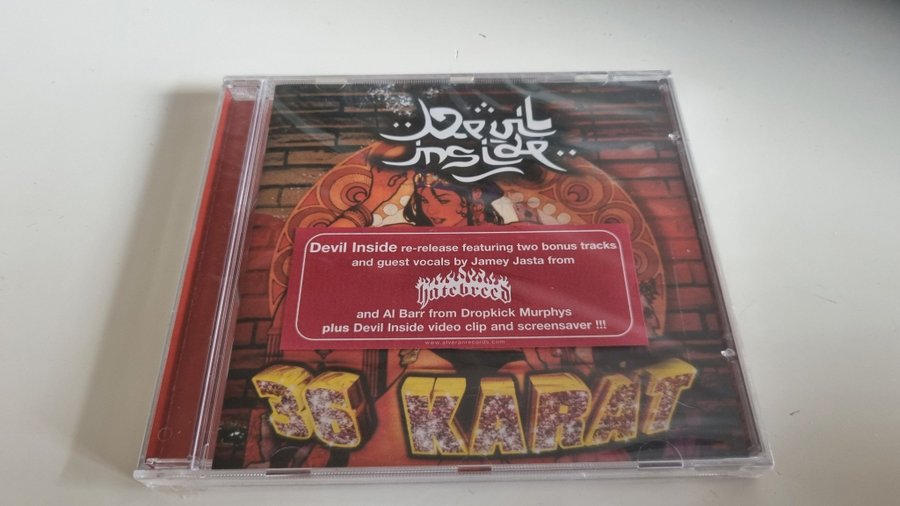 Devil
inside
Devil Inside re-release featuring two bonus tracks
and guest vocals by Jamey Jasta from
hatebreed
and Al Barr from Dropkick Murphys
plus Devil Inside video clip and screensaver !!!
www.alveranrecords.com
36 KARAT